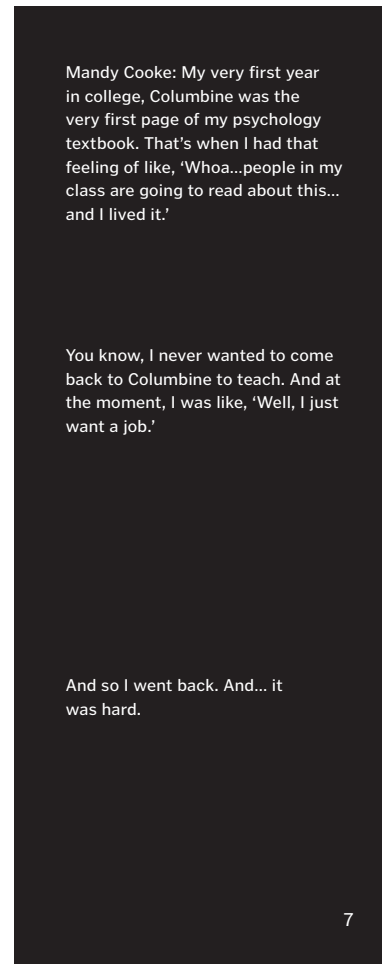 Mandy Cooke: My very first year
in college, Columbine was the
very first page of my psychology
textbook. That’s when I had that
feeling of like, ‘Whoa...people in my
class are going to read about this...
and I lived it.’
You know, I never wanted to come
back to Columbine to teach. And at
the moment, I was like, ‘Well, I just
want a job.’
And so I went back. And... it
was hard.
7